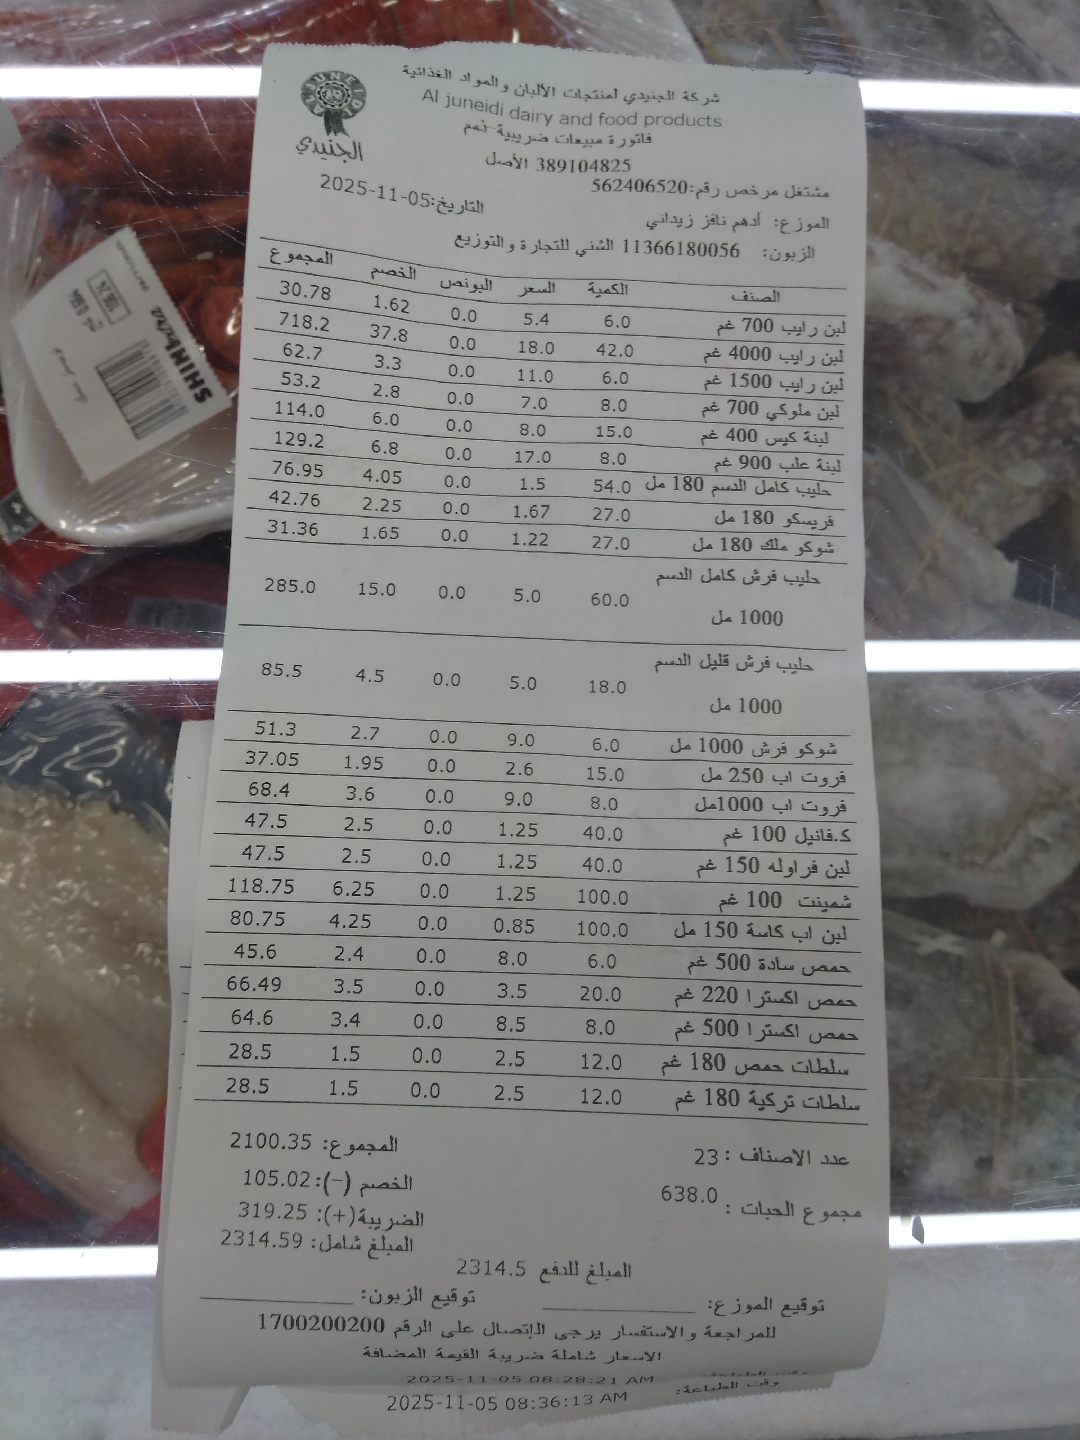 شركة الجنيدي لمنتجات الألبان والمواد الغذائية
Al juneidi dairy and food products
فاتورة مبيعات ضريبية-ذمم
الجنيدي
389104825 الأصل
مشتغل مرخص رقم:562406520
التاريخ:2025-11-05
الموزع: أدهم نافز زيداني
الزبون: 11366180056 الشني للتجارة والتوزيع
الصنف الكمية السعر البونص الخصم المجموع
لبن رايب 700 غم 6.0 5.4 0.0 1.62 30.78
لبن رايب 4000 غم 42.0 18.0 0.0 37.8 718.2
لبن رايب 1500 غم 6.0 11.0 0.0 3.3 62.7
لبن ملوكي 700 غم 8.0 7.0 0.0 2.8 53.2
لبنة كيس 400 غم 15.0 8.0 0.0 6.0 114.0
لبنة علب 900 غم 8.0 17.0 0.0 6.8 129.2
حليب كامل الدسم 180 مل 54.0 1.5 0.0 4.05 76.95
فريسكو 180 مل 27.0 1.67 0.0 2.25 42.76
شوكو ملك 180 مل 27.0 1.22 0.0 1.65 31.36
حليب فرش كامل الدسم
1000 مل 60.0 5.0 0.0 15.0 285.0
حليب فرش قليل الدسم
1000 مل 18.0 5.0 0.0 4.5 85.5
شوكو فرش 1000 مل 6.0 9.0 0.0 2.7 51.3
فروت اب 250 مل 15.0 2.6 0.0 1.95 37.05
فروت اب 1000مل 8.0 9.0 0.0 3.6 68.4
ك.فانيل 100 غم 40.0 1.25 0.0 2.5 47.5
لبن فراوله 150 غم 40.0 1.25 0.0 2.5 47.5
شمينت 100 غم 100.0 1.25 0.0 6.25 118.75
لبن اب كاسة 150 مل 100.0 0.85 0.0 4.25 80.75
حمص سادة 500 غم 6.0 8.0 0.0 2.4 45.6
حمص اكسترا 220 غم 20.0 3.5 0.0 3.5 66.49
حمص اكسترا 500 غم 8.0 8.5 0.0 3.4 64.6
سلطات حمص 180 غم 12.0 2.5 0.0 1.5 28.5
سلطات تركية 180 غم 12.0 2.5 0.0 1.5 28.5
عدد الاصناف : 23
مجموع الحبات : 638.0
المجموع: 2100.35
الخصم (-): 105.02
الضريبة(+): 319.25
المبلغ شامل: 2314.59
المبلغ للدفع 2314.5
توقيع الموزع: توقيع الزبون:
للمراجعة والاستفسار يرجى الاتصال على الرقم 1700200200
الاسعار شاملة ضريبة القيمة المضافة
2025-11-05 08:28:21 AM
وقت الطباعة: 2025-11-05 08:36:13 AM